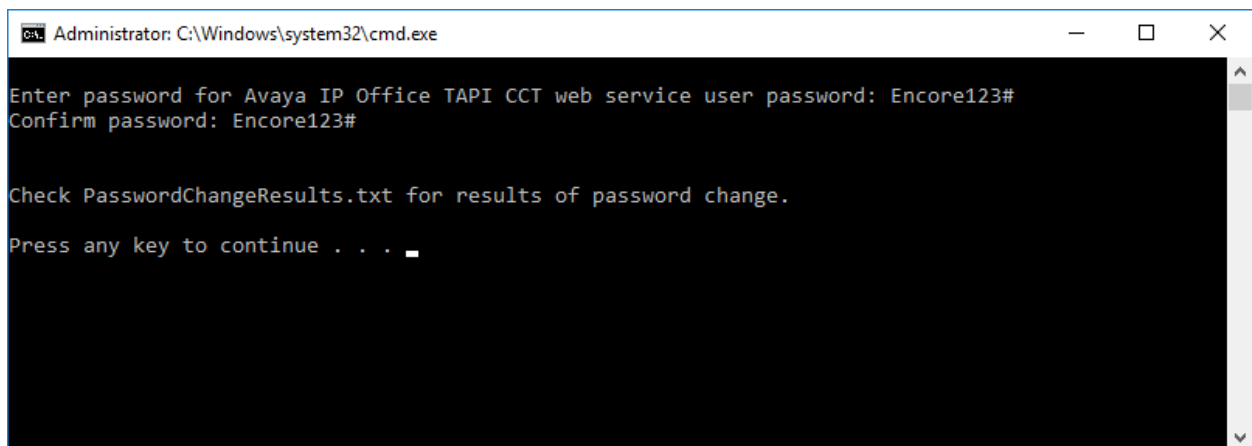 Administrator: C:\Windows\system32\cmd.exe
Enter password for Avaya IP Office TAPI CCT web service user password: Encore123#
Confirm password: Encore123#
Check PasswordChangeResults.txt for results of password change.
Press any key to continue . . .